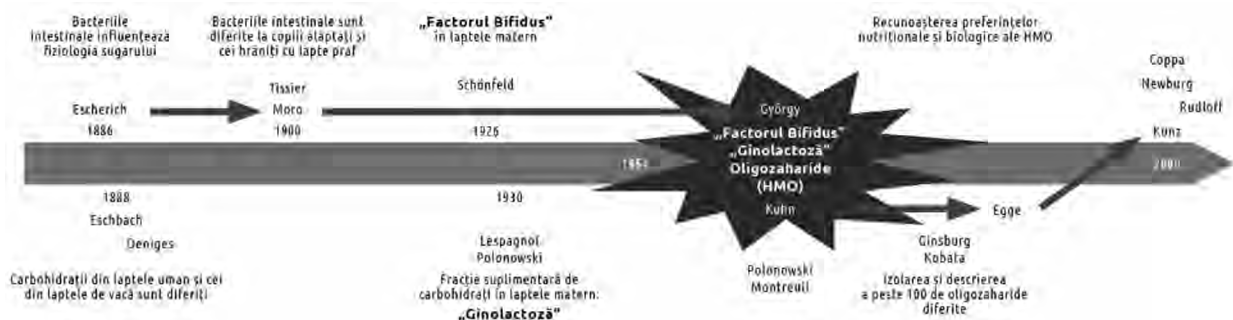 Bacteriile
intestinale influențează
fiziologia sugarului
Bacteriile intestinale sunt
diferite la copiii alăptați și
cei hrăniți cu lapte praf
„Factorul Bifidus”
în laptele matern
Recunoașterea preferințelor
nutriționale și biologice ale HMO
Escherich
1886
Tissier
Moro
1900
Schönfeld
1926
György
„Factorul Bifidus”
„Ginolactoză”
Oligozaharide
(HMO)
Kuhn
Coppa
Newburg
Rudloff
Kunz
2000
1888
Eschbach
Deniges
Carbohidrații din laptele uman și cei
din laptele de vacă sunt diferiți
1930
Lespagnol
Polonowski
Fracție suplimentară de
carbohidrați în laptele matern:
„Ginolactoză”
Polonowski
Montreuil
Egge
Ginsburg
Kobata
Izolarea și descrierea
a peste 100 de oligozaharide
diferite